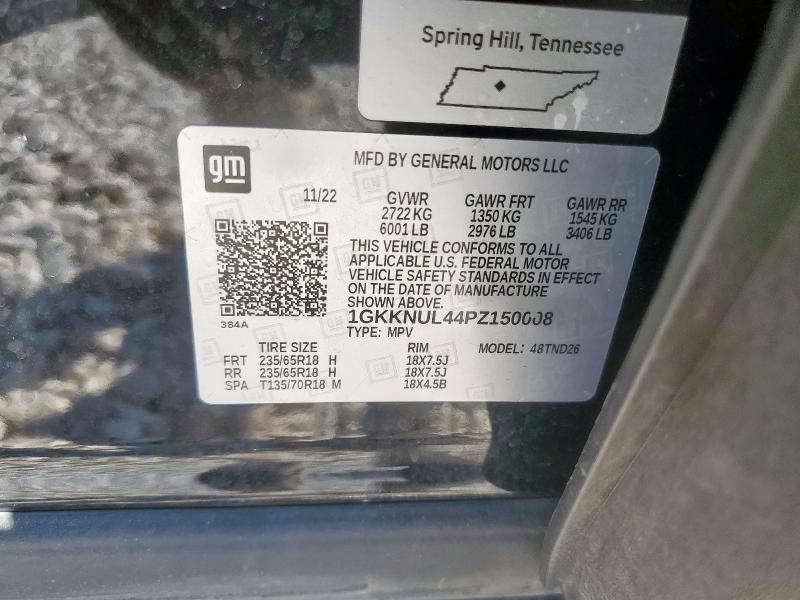 Spring Hill, Tennessee
gm
MFD BY GENERAL MOTORS LLC
11/22
GVWR GAWR FRT GAWR RR
2722 KG 1350 KG 1545 KG
6001 LB 2976 LB 3406 LB
THIS VEHICLE CONFORMS TO ALL
APPLICABLE U.S. FEDERAL MOTOR
VEHICLE SAFETY STANDARDS IN EFFECT
ON THE DATE OF MANUFACTURE
SHOWN ABOVE.
384A
TYPE: MPV
TIRE SIZE RIM MODEL: 48TND26
FRT 235/65R18 H 18X7.5J
RR 235/65R18 H 18X7.5J
SPA T135/70R18 M 18X4.5B